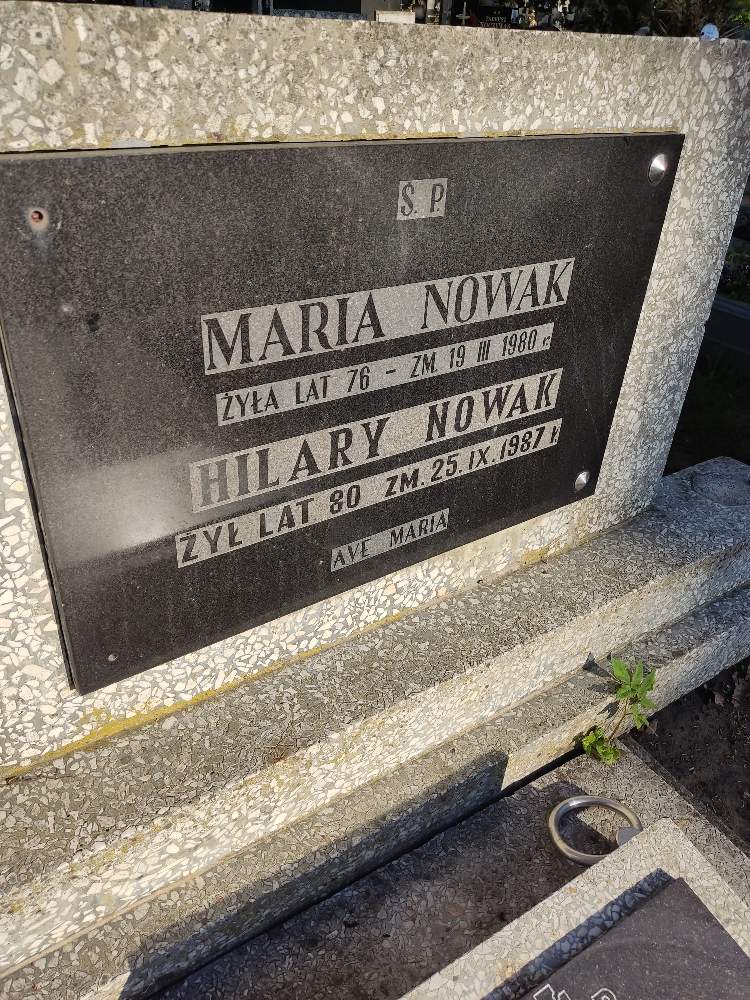 Ś. P.
MARIA NOWAK
ŻYŁA LAT 76 - ZM. 19 III 1980 r.
HILARY NOWAK
ŻYŁ LAT 80 ZM. 25. IX. 1987 r.
AVE MARIA